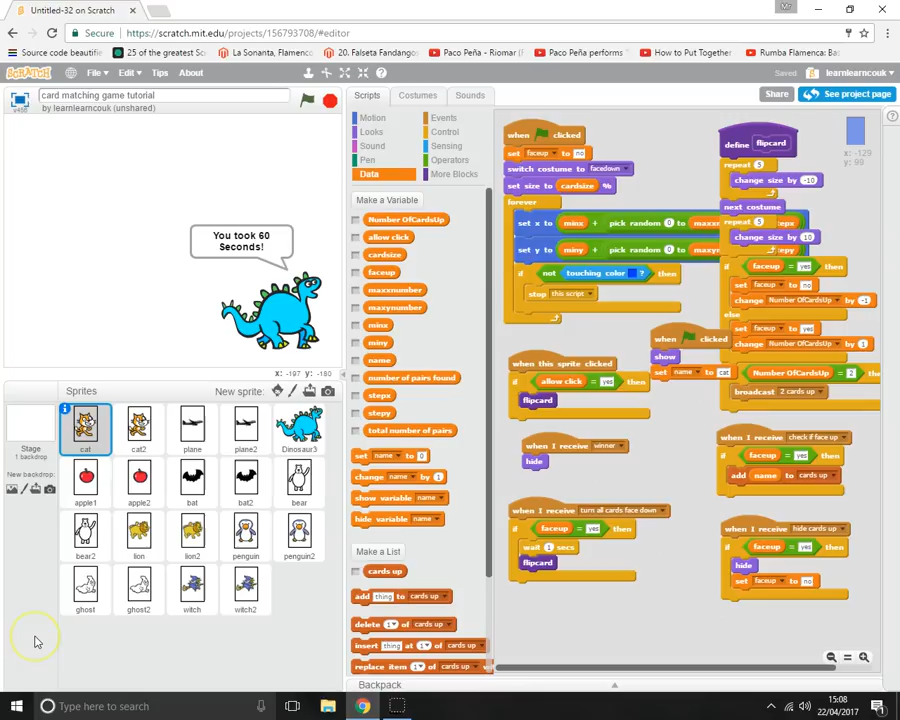 Untitled-32 on Scratch
Secure https://scratch.mit.edu/projects/156793708/#editor
Source code beautifie
25 of the greatest Scr
La Sonanta, Flamenco
20. Falseta Fandangos
Paco Peña - Riomar (F
Paco Peña performs
How to Put Together
Rumba Flamenca: Bas
SCRATCH File Edit Tips About Saved learnlearncouk
card matching game tutorial
by learnlearncouk (unshared)
Scripts Costumes Sounds
Share See project page
You took 60
Seconds!
x: -197 y: -180
Sprites New sprite:
Stage
1 backdrop
New backdrop:
cat cat2 plane plane2 Dinosaur3
apple1 apple2 bat bat2 bear
bear2 lion lion2 penguin penguin2
ghost ghost2 witch witch2
Motion Events
Looks Control
Sound Sensing
Pen Operators
Data More Blocks
Make a Variable
Number OfCardsUp
allow click
cardsize
faceup
maxxnumber
maxynumber
minx
miny
name
number of pairs found
stepx
stepy
total number of pairs
set name to 0
change name by 1
show variable name
hide variable name
Make a List
cards up
add thing to cards up
delete 1 of cards up
insert thing at 1 of cards up
replace item 1 of cards up
when clicked
set faceup to no
switch costume to facedown
set size to cardsize %
forever
set x to minx + pick random 0 to maxx
set y to miny + pick random 0 to maxy
if not touching color ? then
stop this script
when this sprite clicked
if allow click = yes then
flipcard
when I receive winner
hide
when I receive turn all cards face down
if faceup = yes then
wait 1 secs
flipcard
when clicked
show
set name to cat
define flipcard
repeat 5
change size by -10
next costume
repeat 5
change size by 10
if faceup = yes then
set faceup to no
change Number OfCardsUp by -1
else
set faceup to yes
change Number OfCardsUp by 1
Number OfCardsUp = 2
broadcast 2 cards up
when I receive check if face up
if faceup = yes then
add name to cards up
when I receive hide cards up
if faceup = yes then
hide
set faceup to no
x: -129
y: 99
Backpack
Type here to search
15:08
22/04/2017